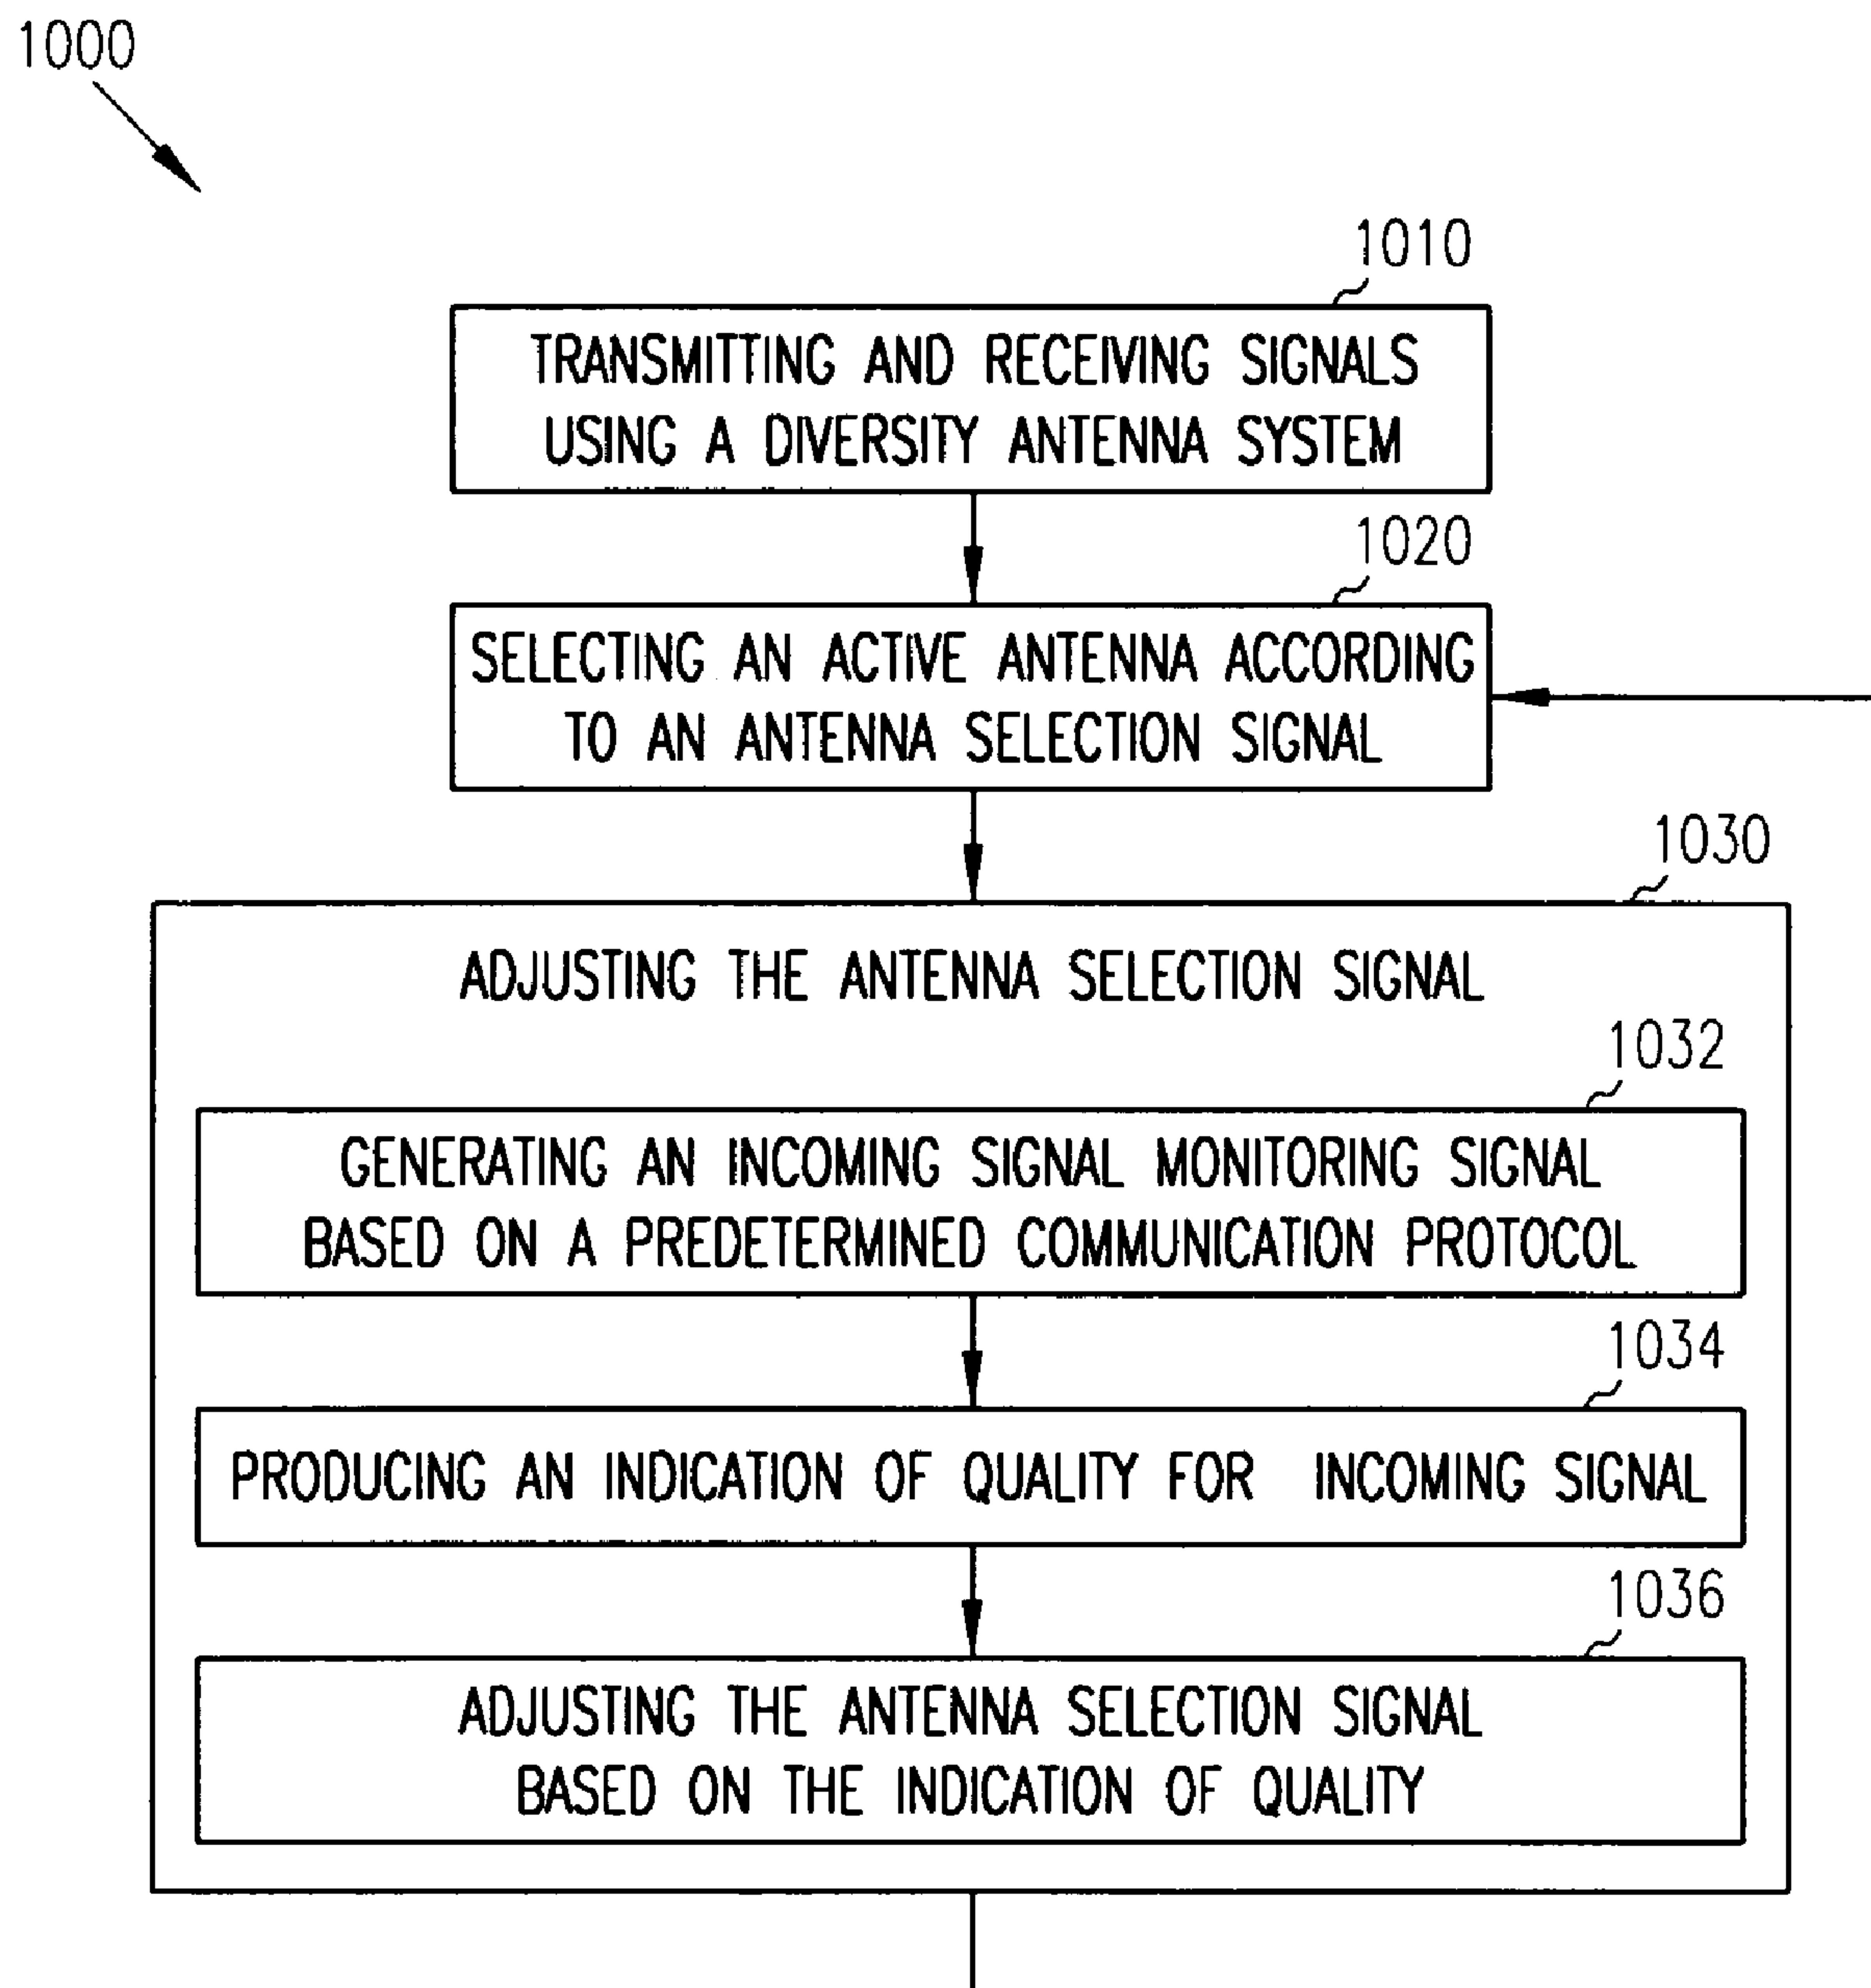 1000
1010
TRANSMITTING AND RECEIVING SIGNALS
USING A DIVERSITY ANTENNA SYSTEM
1020
SELECTING AN ACTIVE ANTENNA ACCORDING
TO AN ANTENNA SELECTION SIGNAL
1030
ADJUSTING THE ANTENNA SELECTION SIGNAL
1032
GENERATING AN INCOMING SIGNAL MONITORING SIGNAL
BASED ON A PREDETERMINED COMMUNICATION PROTOCOL
1034
PRODUCING AN INDICATION OF QUALITY FOR INCOMING SIGNAL
1036
ADJUSTING THE ANTENNA SELECTION SIGNAL
BASED ON THE INDICATION OF QUALITY